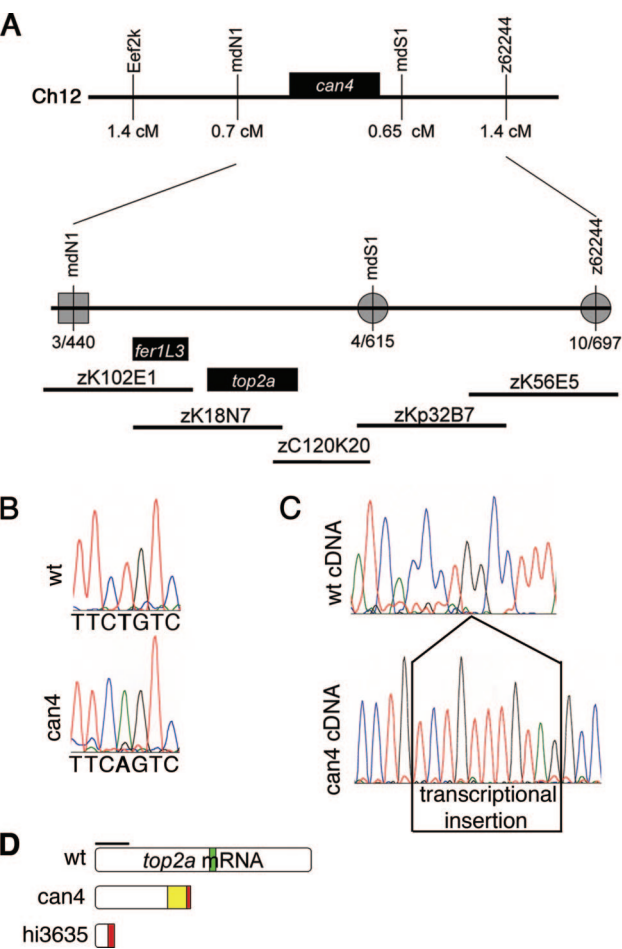 A
Eef2k
mdN1
can4
mdS1
z62244
Ch12
1.4 cM
0.7 cM
0.65 cM
1.4 cM
mdN1
mdS1
z62244
3/440
4/615
10/697
fer1L3
zK102E1
top2a
zK56E5
zK18N7
zKp32B7
zC120K20
B
wt
TTCTGTC
can4
TTCAGTC
C
wt cDNA
can4 cDNA
transcriptional
insertion
D
wt
top2a mRNA
can4
hi3635